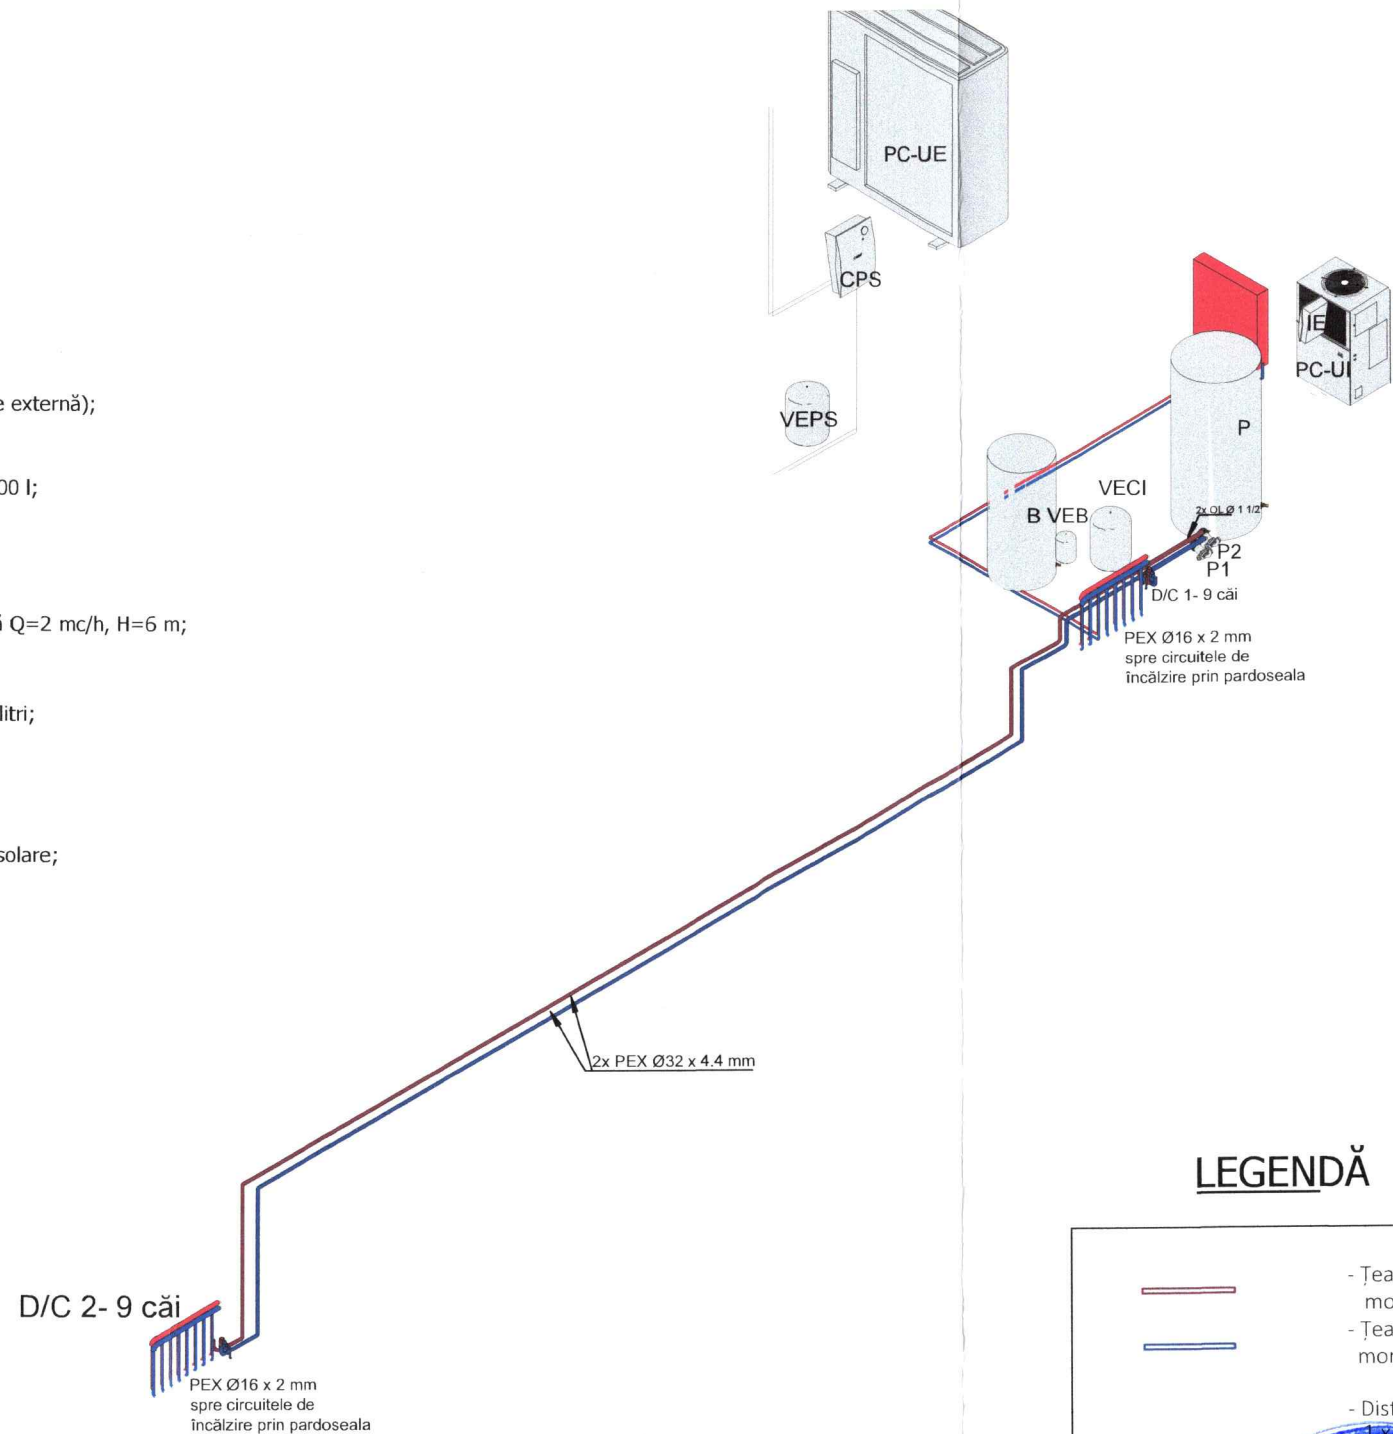 PC-UE
CPS
VEPS
IE
PC-UI
P
VECI
B VEB
2x OL Ø 1 1/2"
P2
P1
D/C 1- 9 căi
PEX Ø16 x 2 mm
spre circuitele de
încălzire prin pardoseala
externă);
00 l;
Q=2 mc/h, H=6 m;
litri;
solare;
2x PEX Ø32 x 4.4 mm
D/C 2- 9 căi
PEX Ø16 x 2 mm
spre circuitele de
încălzire prin pardoseala
LEGENDĂ
- Țea
mo
- Țea
mon
- Dist